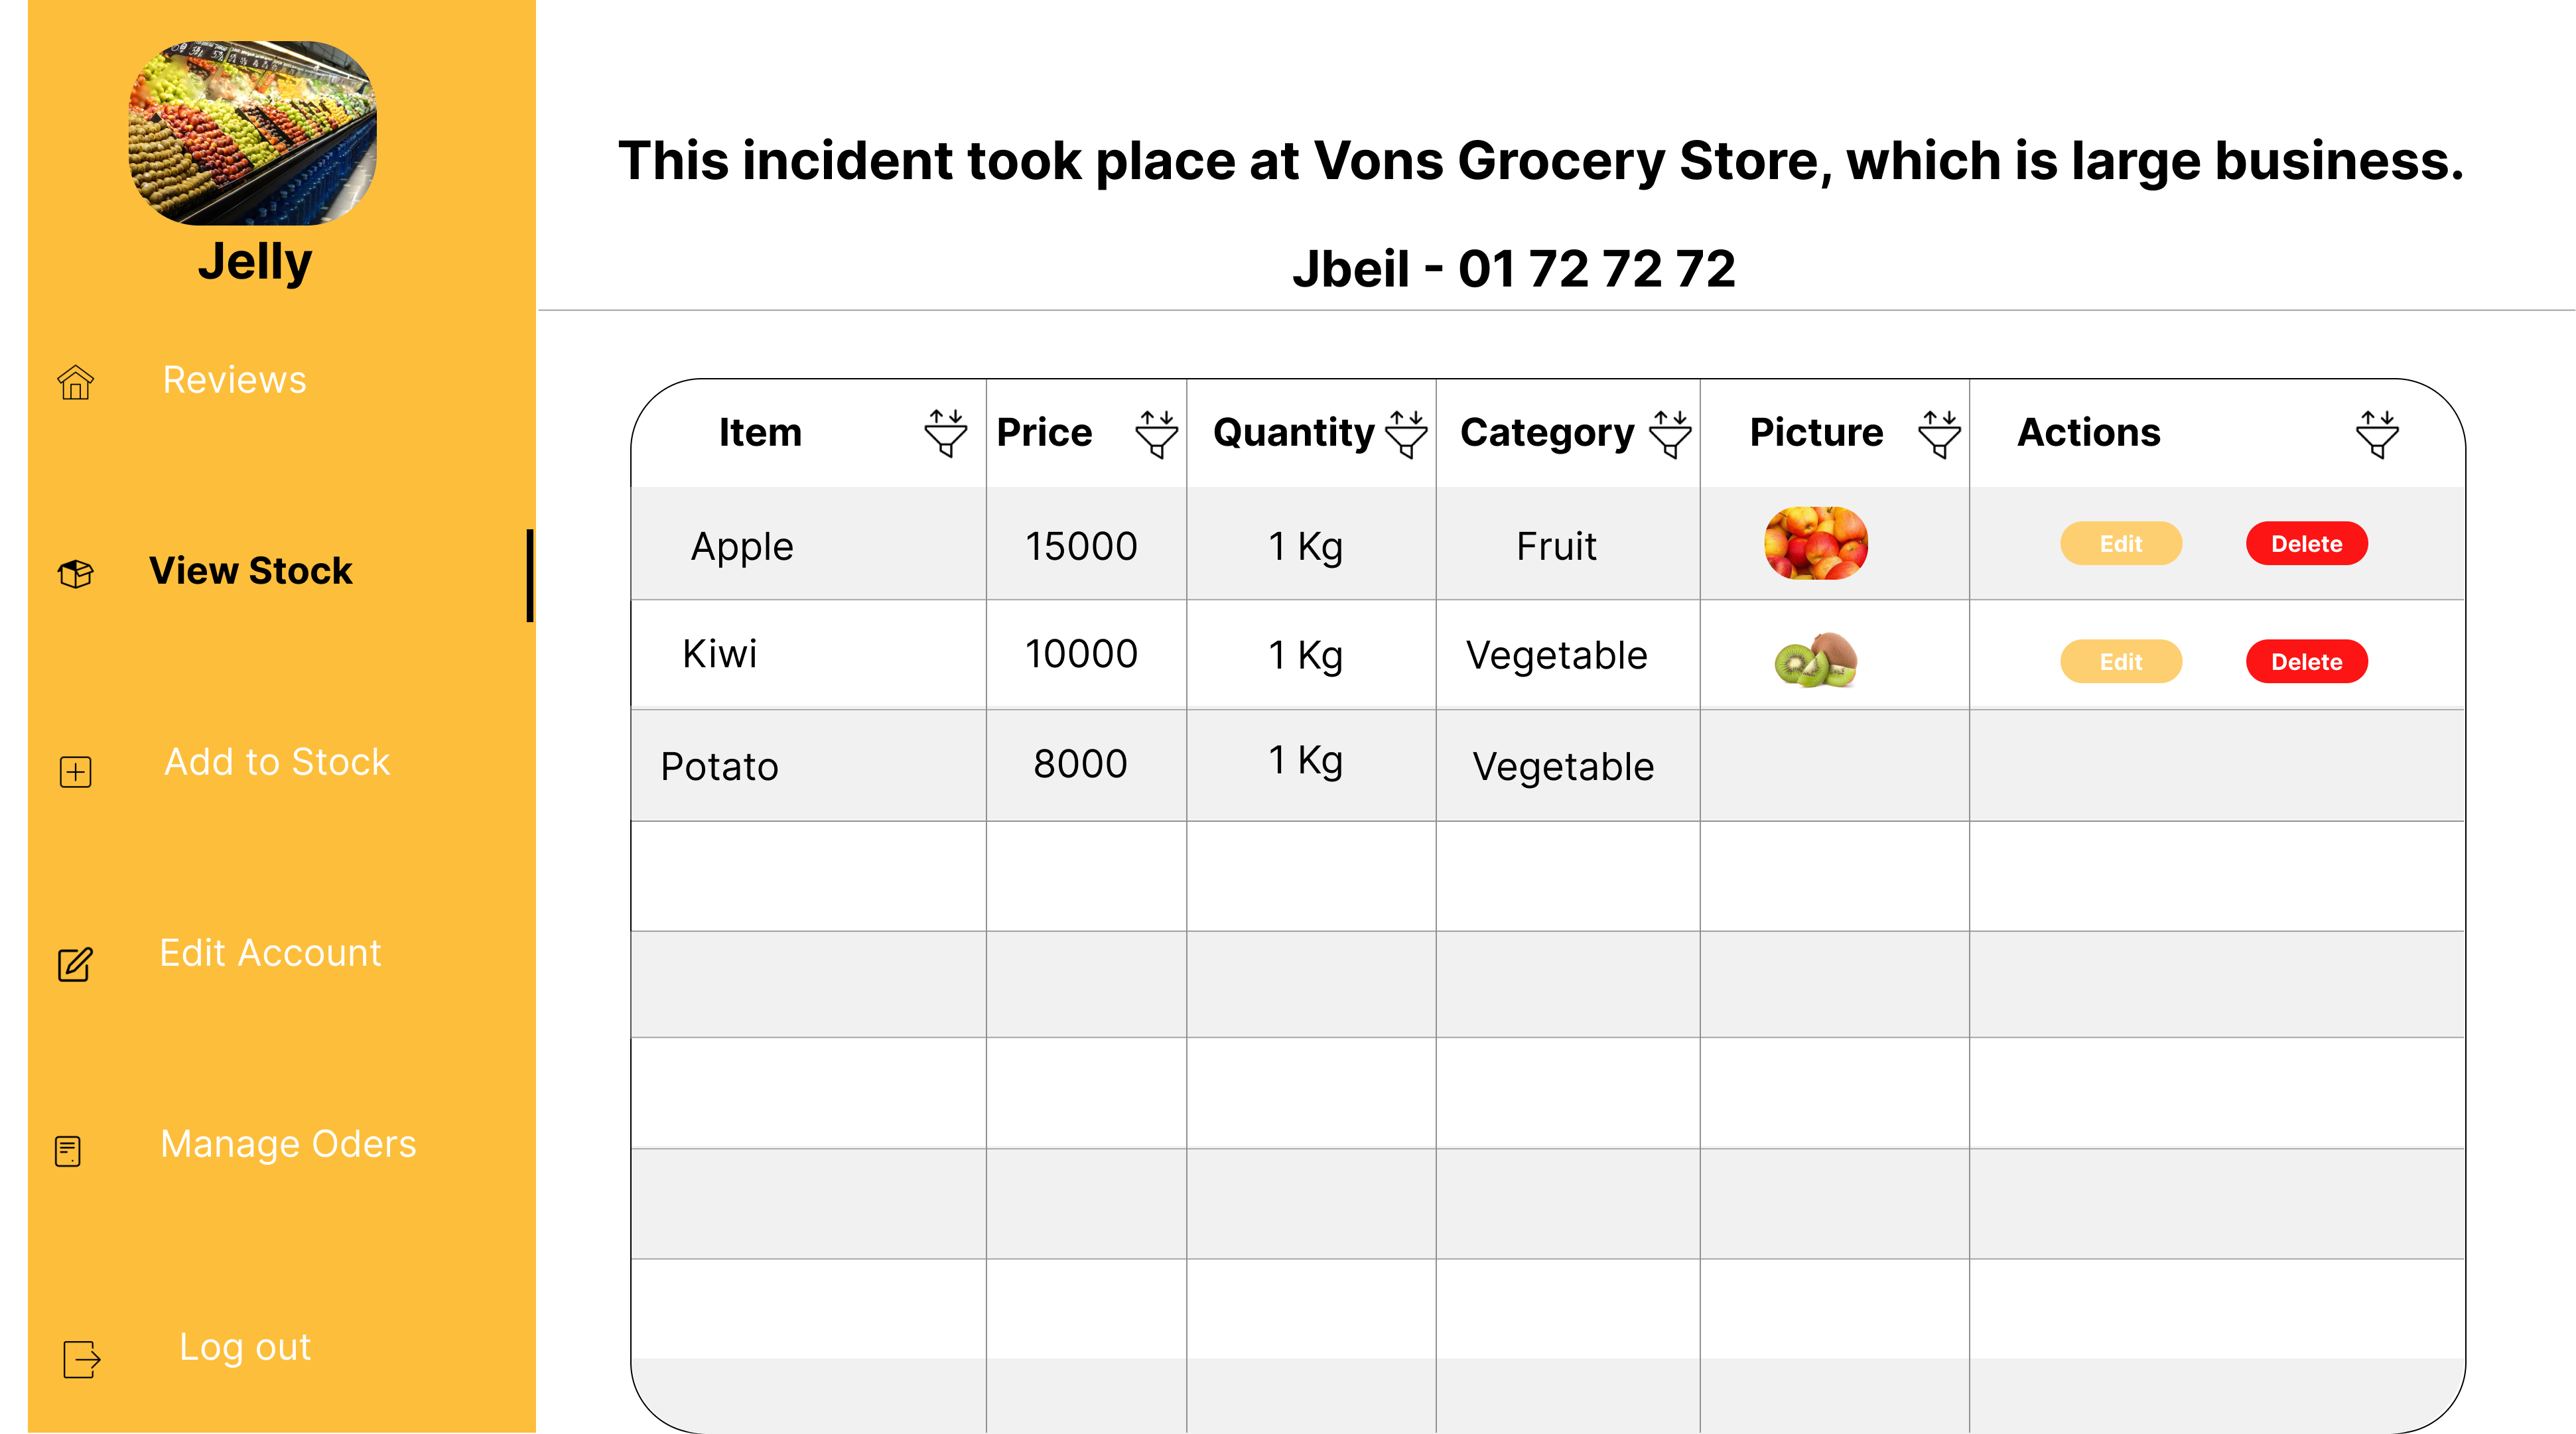 Jelly
Reviews
View Stock
Add to Stock
Edit Account
Manage Oders
Log out
This incident took place at Vons Grocery Store, which is large business.
Jbeil - 01 72 72 72
Item Price Quantity Category Picture Actions
Apple 15000 1 Kg Fruit Edit Delete
Kiwi 10000 1 Kg Vegetable Edit Delete
Potato 8000 1 Kg Vegetable